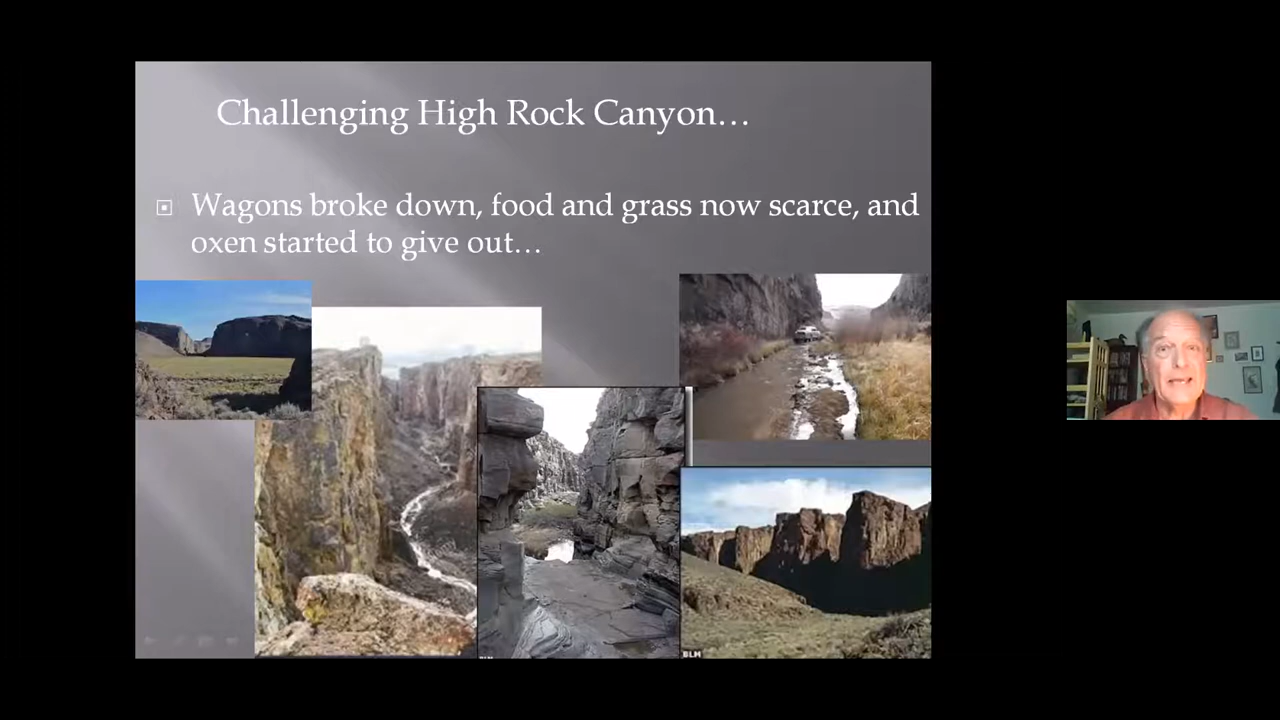 Challenging High Rock Canyon…
Wagons broke down, food and grass now scarce, and
oxen started to give out…
BLM
BLM